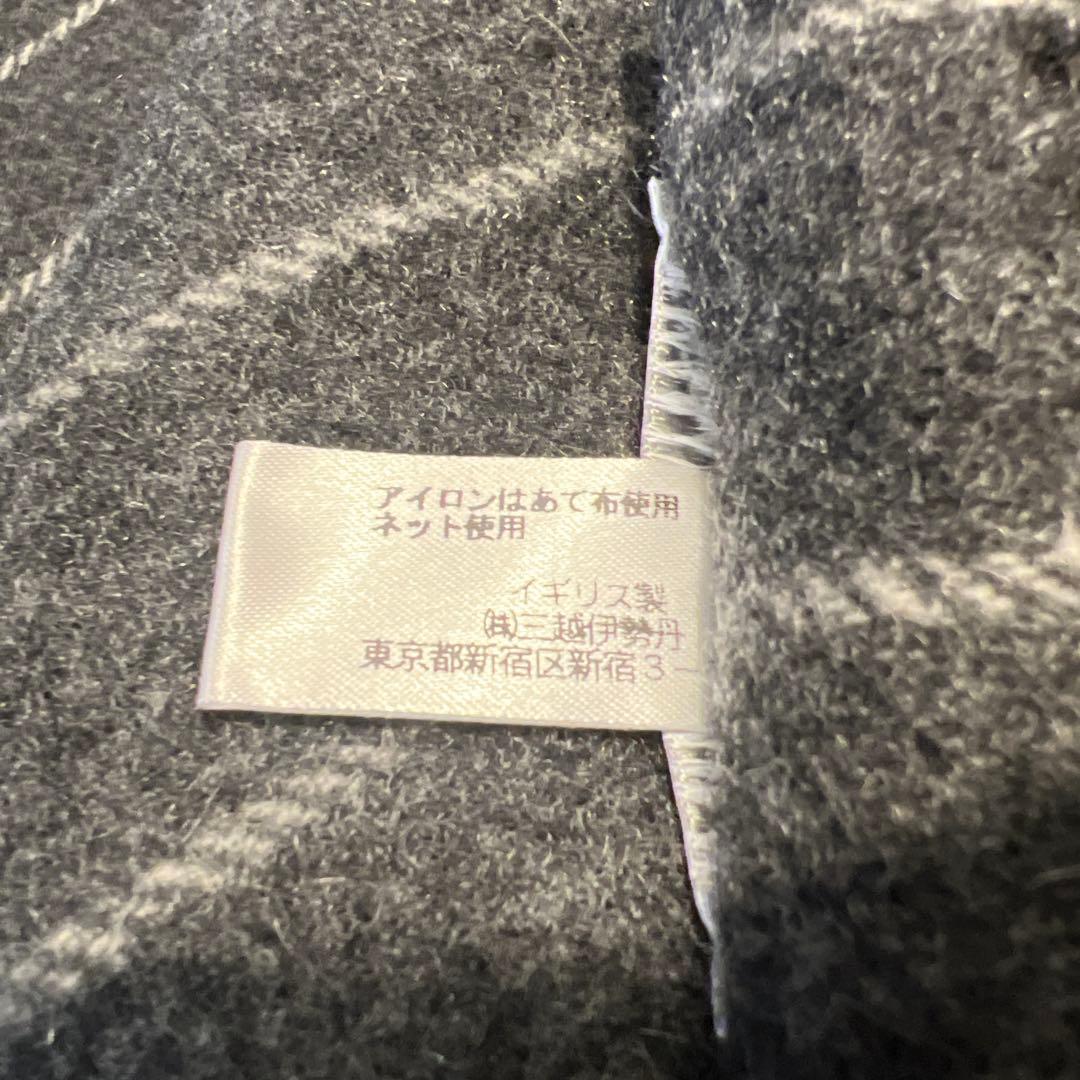 アイロンはあて布使用
ネット使用
イギリス製
㈱三越伊勢丹
東京都新宿区新宿3－